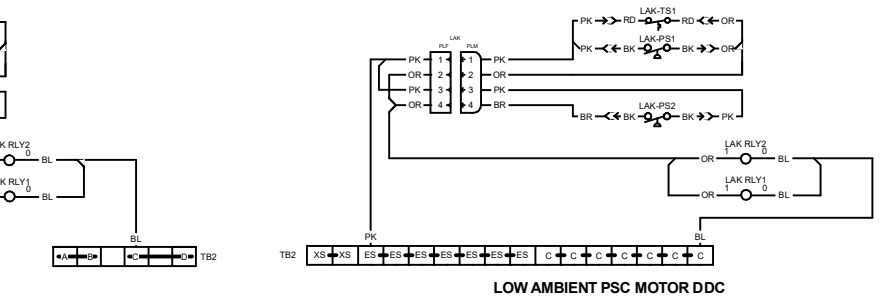 LAK-TS1
PK RD RD OR
LAK-PS1
PK BK BK OR
LAK
PLF PLM
PK 1 1 PK
OR 2 2 OR
PK 3 3 PK
OR 4 4 BR
LAK-PS2
BR BK BK PK
K RLY2
0 BL
K RLY1
0 BL
LAK RLY2
OR 1 0 BL
LAK RLY1
OR 1 0 BL
BL
PK
BL
A B C D TB2
TB2 XS XS ES ES ES ES ES ES ES C C C C C C C
LOW AMBIENT PSC MOTOR DDC